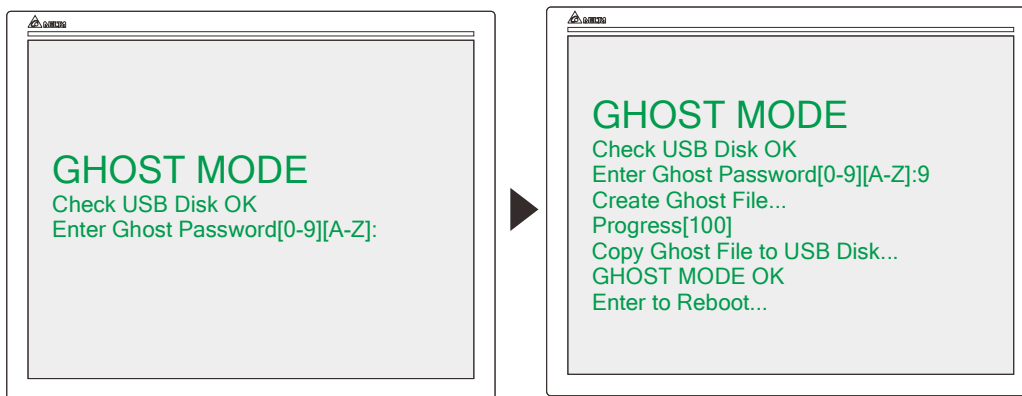 DELTA
GHOST MODE
Check USB Disk OK
Enter Ghost Password[0-9][A-Z]:
DELTA
GHOST MODE
Check USB Disk OK
Enter Ghost Password[0-9][A-Z]:9
Create Ghost File...
Progress[100]
Copy Ghost File to USB Disk...
GHOST MODE OK
Enter to Reboot...